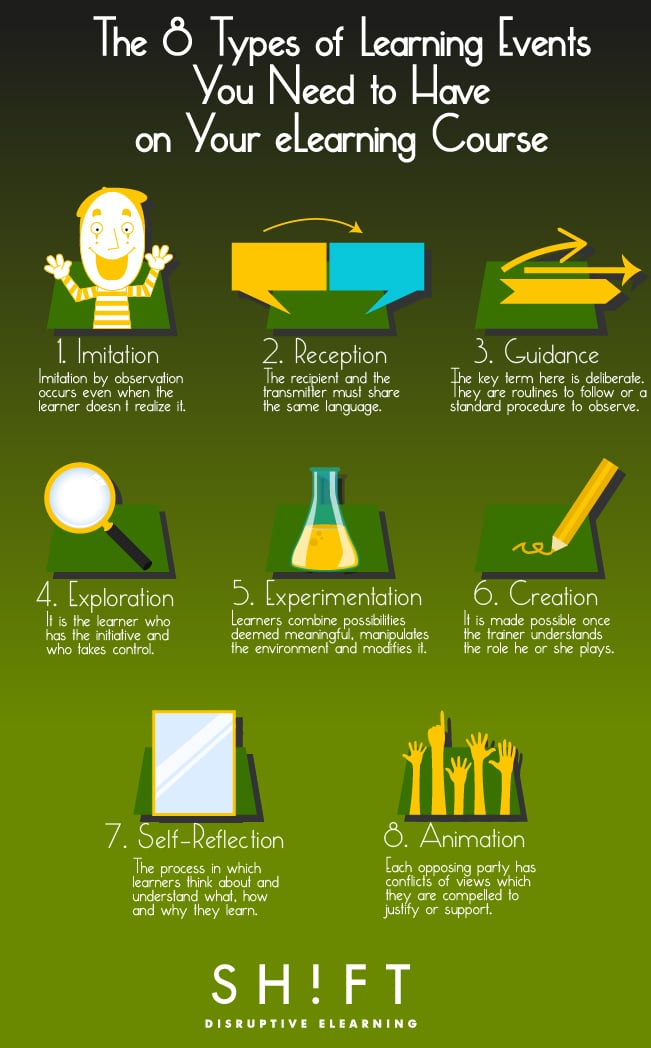 The 8 Types of Learning Events
You Need to Have
on Your eLearning Course
1. Imitation
Imitation by observation
occurs even when the
learner doesn t realize it.
2. Reception
The recipient and the
transmitter must share
the same language.
3. Guidance
The key term here is deliberate.
They are routines to follow or a
standard procedure to observe.
4. Exploration
It is the learner who
has the initiative and
who takes control.
5. Experimentation
Learners combine possibilities
deemed meaningful, manipulates
the environment and modifies it.
6. Creation
It is made possible once
the trainer understands
the role he or she plays.
7. Self-Reflection
The process in which
learners think about and
understand what, how
and why they learn.
8. Animation
Each opposing party has
conflicts of views which
they are compelled to
justify or support.
SH!FT
DISRUPTIVE ELEARNING